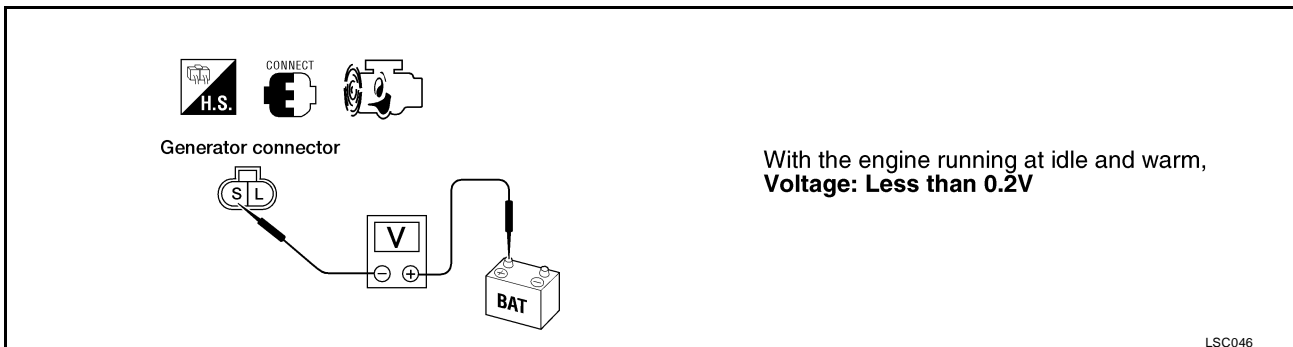 CONNECT
H.S.
Generator connector
S L
V
− +
+ −
BAT
With the engine running at idle and warm,
Voltage: Less than 0.2V
LSC046